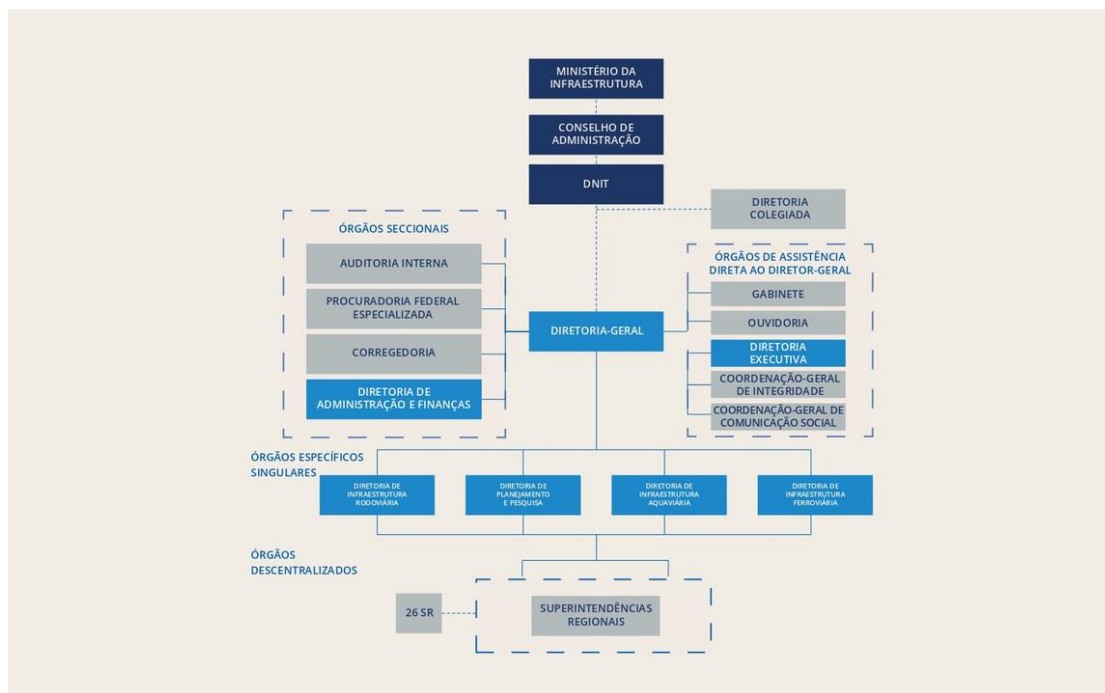 MINISTÉRIO DA
INFRAESTRUTURA
CONSELHO DE
ADMINISTRAÇÃO
DNIT
DIRETORIA
COLEGIADA
ÓRGÃOS SECCIONAIS
AUDITORIA INTERNA
PROCURADORIA FEDERAL
ESPECIALIZADA
CORREGEDORIA
DIRETORIA DE
ADMINISTRAÇÃO E FINANÇAS
DIRETORIA-GERAL
ÓRGÃOS DE ASSISTÊNCIA
DIRETA AO DIRETOR-GERAL
GABINETE
OUVIDORIA
DIRETORIA
EXECUTIVA
COORDENAÇÃO-GERAL
DE INTEGRIDADE
COORDENAÇÃO-GERAL DE
COMUNICAÇÃO SOCIAL
ÓRGÃOS ESPECÍFICOS
SINGULARES
DIRETORIA DE
INFRAESTRUTURA
RODOVIÁRIA
DIRETORIA DE
PLANEJAMENTO
E PESQUISA
DIRETORIA DE
INFRAESTRUTURA
AQUAVIÁRIA
DIRETORIA DE
INFRAESTRUTURA
FERROVIÁRIA
ÓRGÃOS
DESCENTRALIZADOS
26 SR
SUPERINTENDÊNCIAS
REGIONAIS